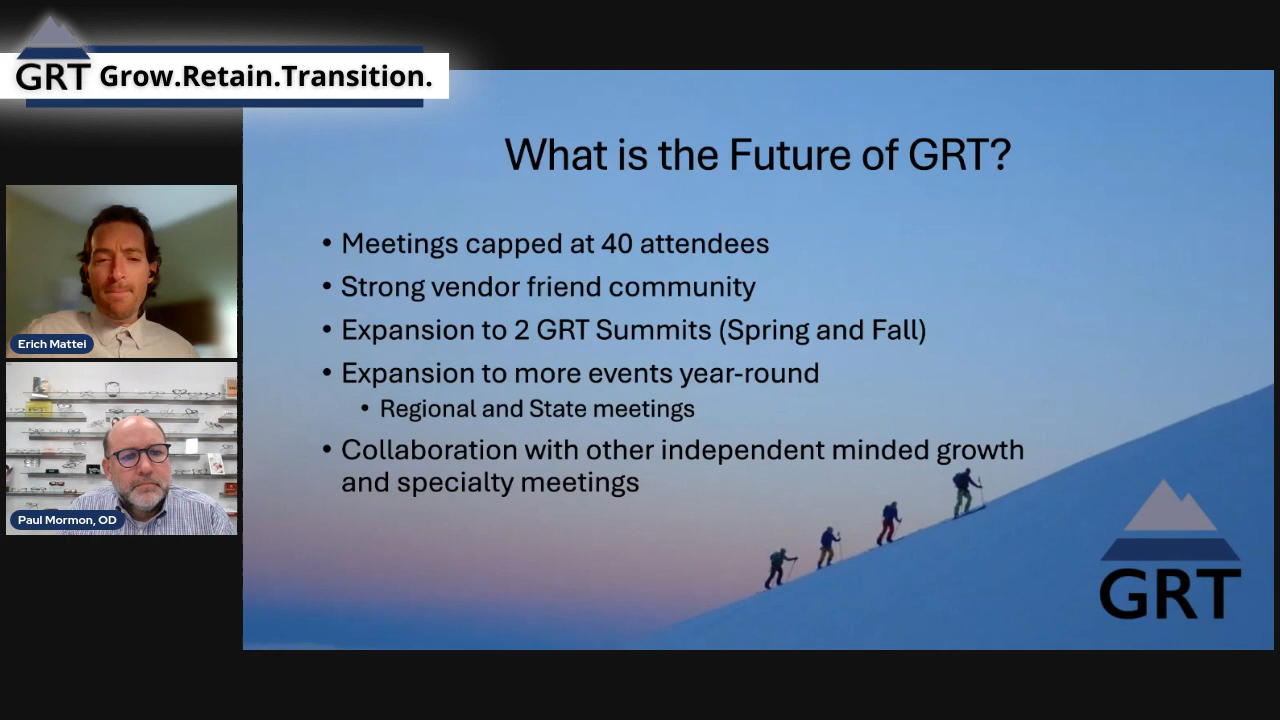 GRT Grow.Retain.Transition.
What is the Future of GRT?
• Meetings capped at 40 attendees
• Strong vendor friend community
• Expansion to 2 GRT Summits (Spring and Fall)
• Expansion to more events year-round
• Regional and State meetings
• Collaboration with other independent minded growth
and specialty meetings
Erich Mattei
Paul Mormon, OD
GRT